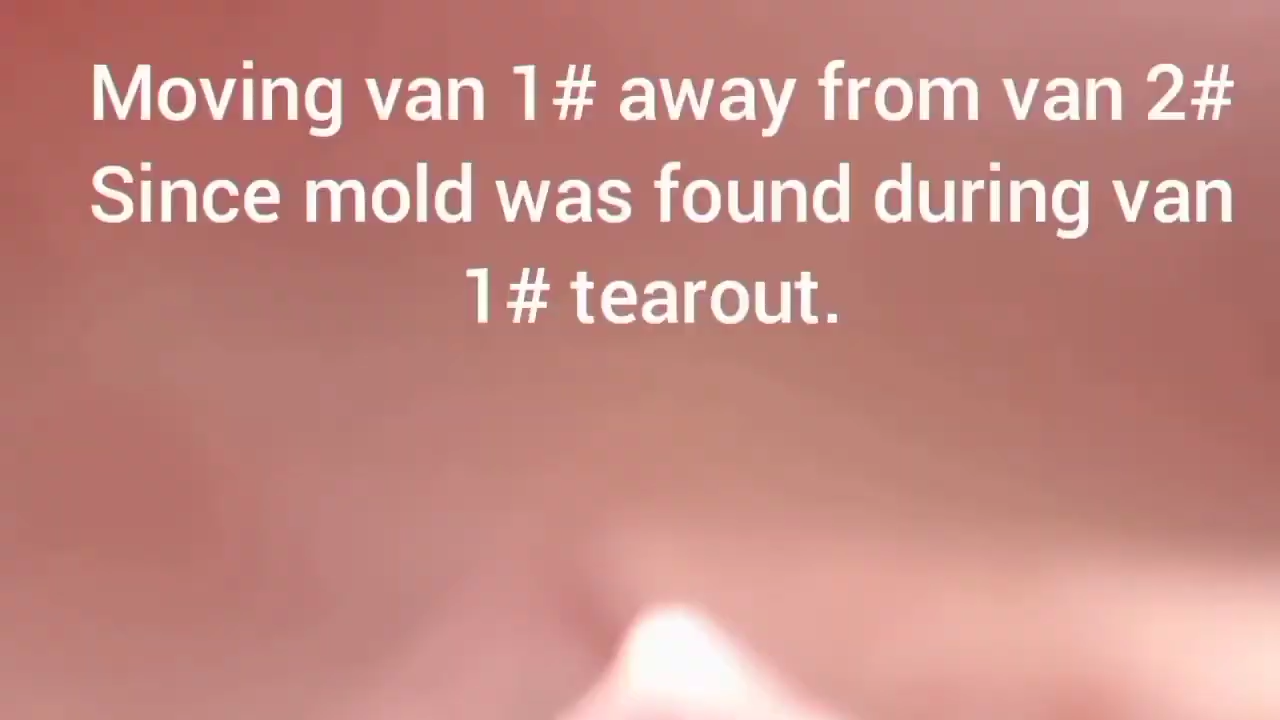 Moving van 1# away from van 2#
Since mold was found during van
1# tearout.